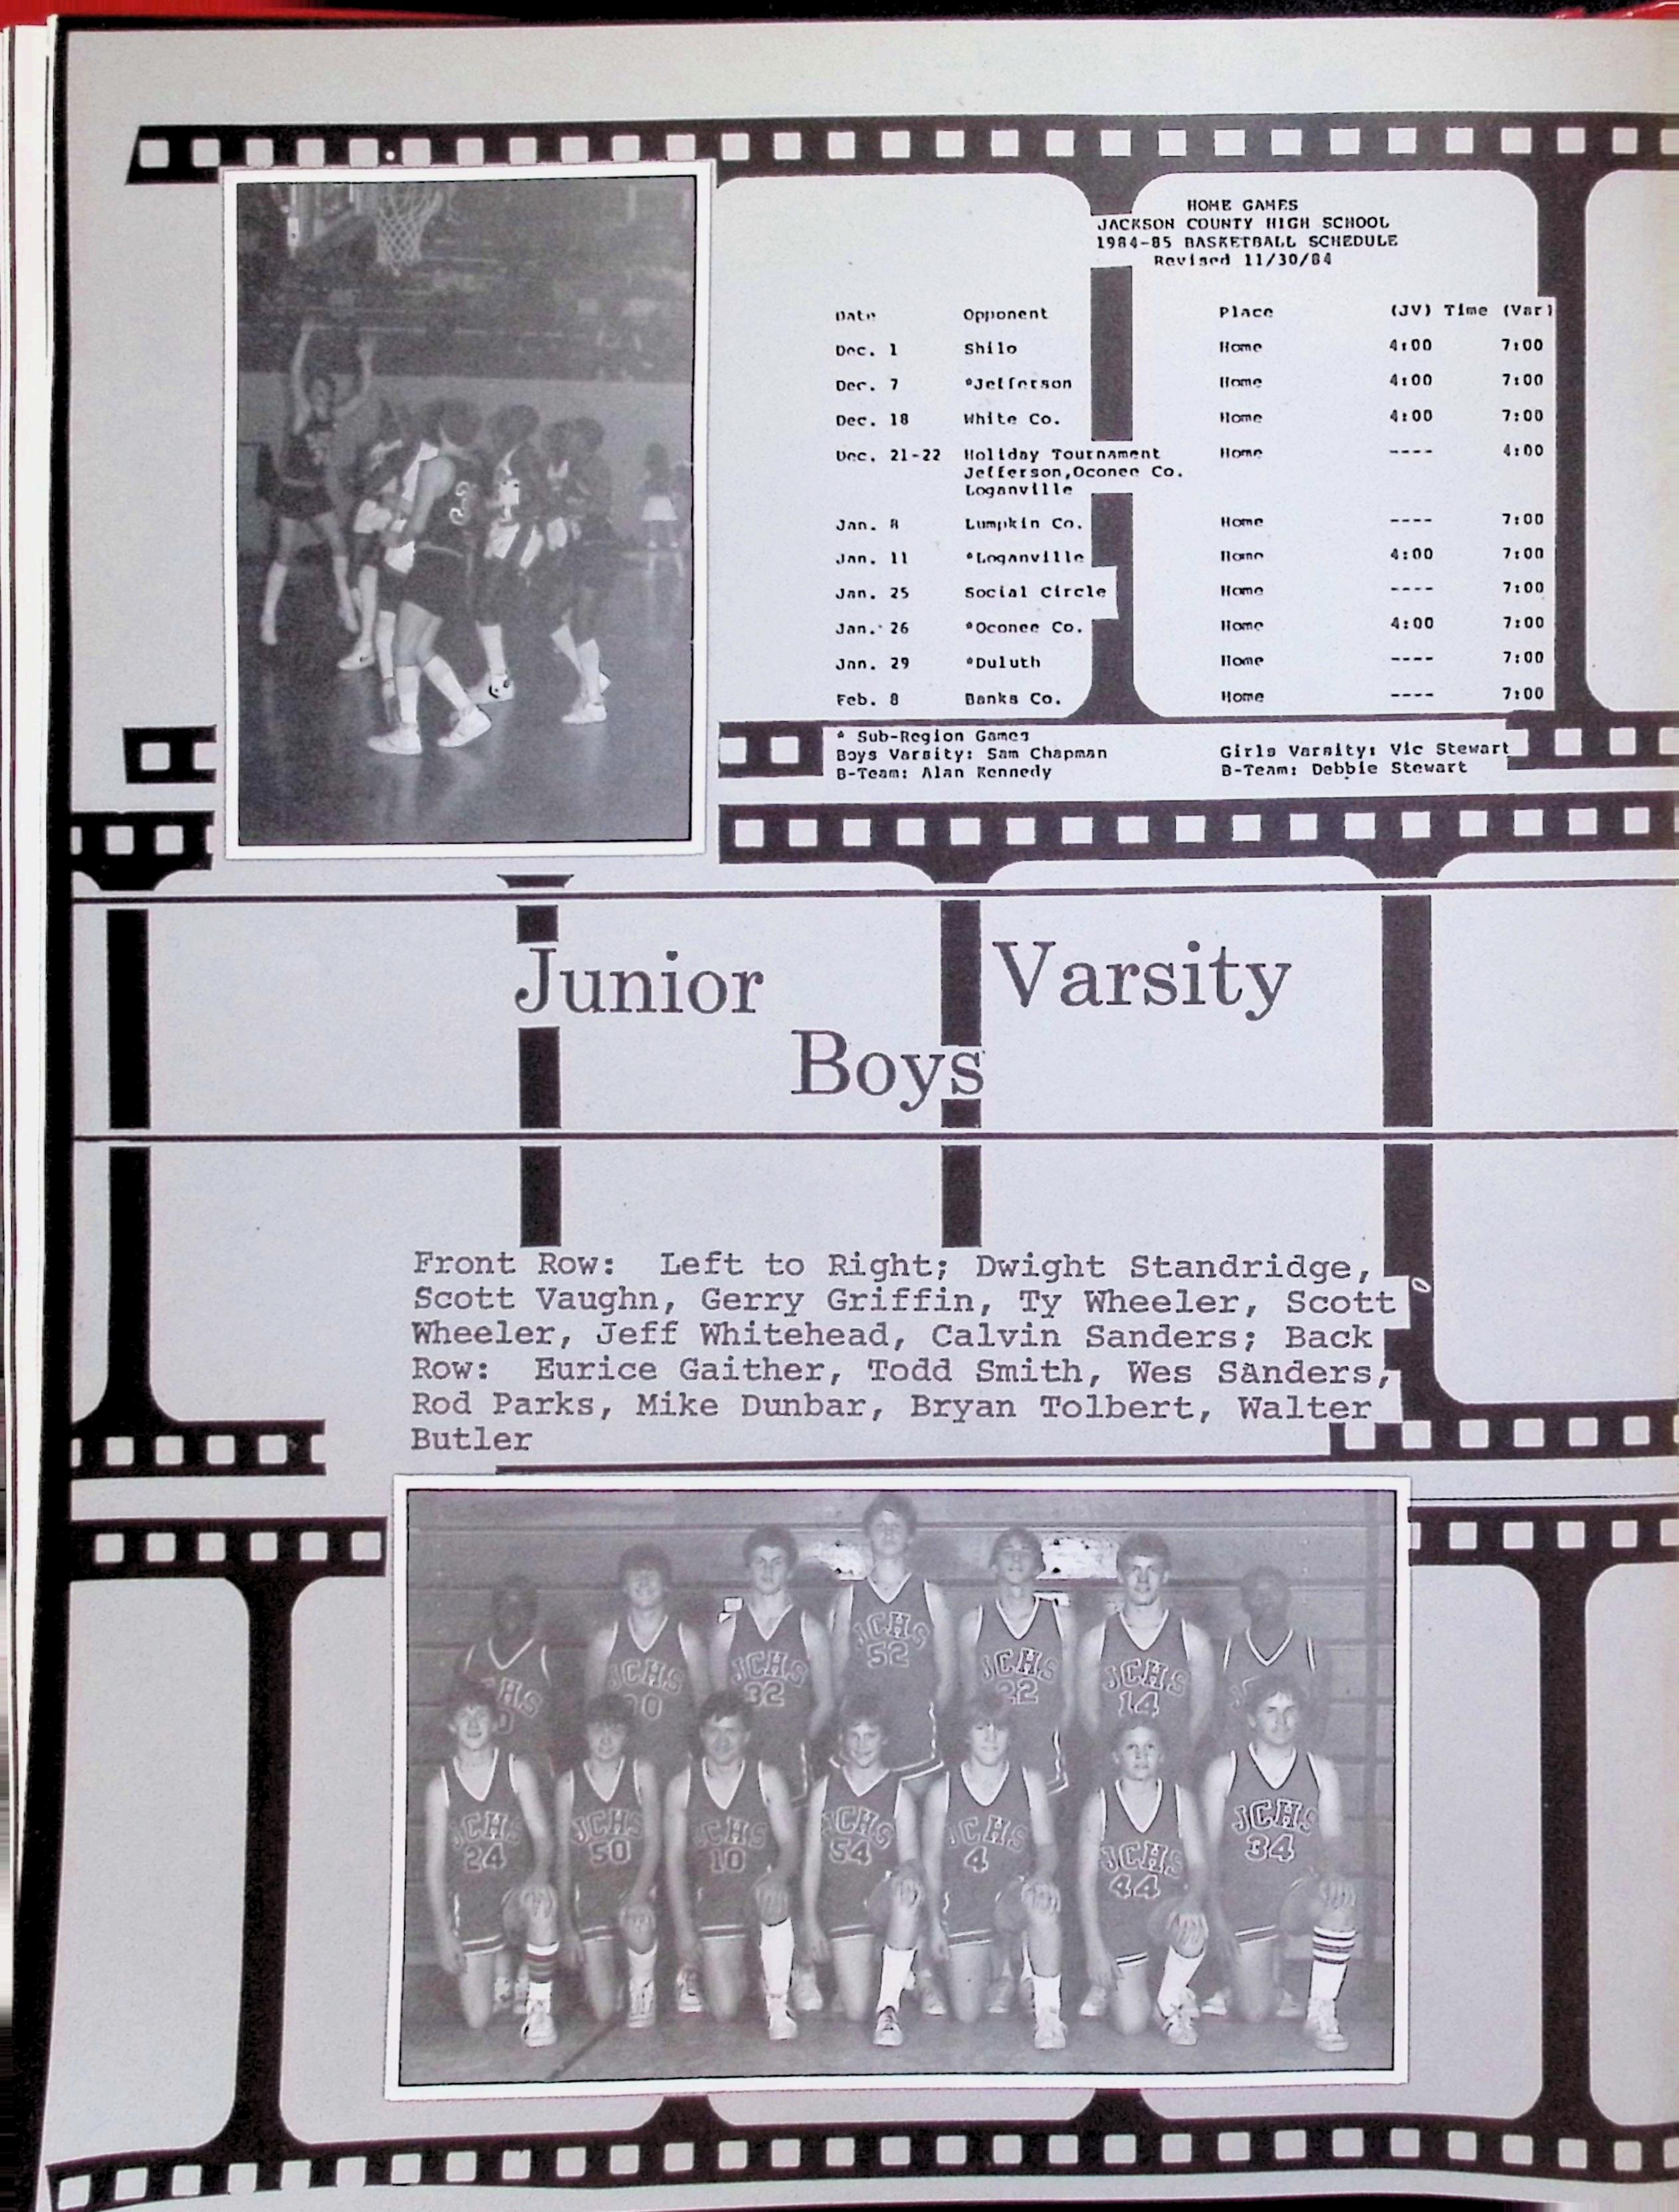 HOME GAMES
JACKSON COUNTY HIGH SCHOOL
1984-85 BASKETBALL SCHEDULE
Revised 11/30/84
Date Opponent Place (JV) Time (Var)
Dec. 1 Shilo Home 4:00 7:00
Dec. 7 *Jefferson Home 4:00 7:00
Dec. 18 White Co. Home 4:00 7:00
Dec. 21-22 Holiday Tournament Home ---- 4:00
Jefferson,Oconee Co.
Loganville
Jan. 8 Lumpkin Co. Home ---- 7:00
Jan. 11 *Loganville Home 4:00 7:00
Jan. 25 Social Circle Home ---- 7:00
Jan. 26 *Oconee Co. Home 4:00 7:00
Jan. 29 *Duluth Home ---- 7:00
Feb. 8 Banks Co. Home ---- 7:00
* Sub-Region Games
Boys Varsity: Sam Chapman Girls Varsity: Vic Stewart
B-Team: Alan Kennedy B-Team: Debbie Stewart
3
Junior Varsity
Boys
Front Row: Left to Right; Dwight Standridge,
Scott Vaughn, Gerry Griffin, Ty Wheeler, Scott
Wheeler, Jeff Whitehead, Calvin Sanders; Back
Row: Eurice Gaither, Todd Smith, Wes Sanders,
Rod Parks, Mike Dunbar, Bryan Tolbert, Walter
Butler
JCHS 32
JCHS 52
JCHS 22
JCHS 14
JCHS 24
JCHS 50
JCHS 10
JCHS 54
JCHS 4
JCHS 44
JCHS 34